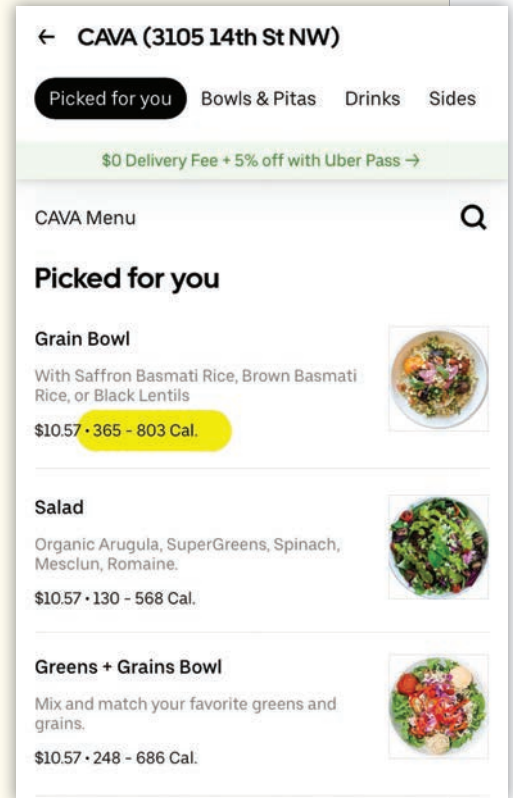 ← CAVA (3105 14th St NW)
Picked for you Bowls & Pitas Drinks Sides
$0 Delivery Fee + 5% off with Uber Pass →
CAVA Menu
Picked for you
Grain Bowl
With Saffron Basmati Rice, Brown Basmati
Rice, or Black Lentils
$10.57 • 365 - 803 Cal.
Salad
Organic Arugula, SuperGreens, Spinach,
Mesclun, Romaine.
$10.57 • 130 - 568 Cal.
Greens + Grains Bowl
Mix and match your favorite greens and
grains.
$10.57 • 248 - 686 Cal.